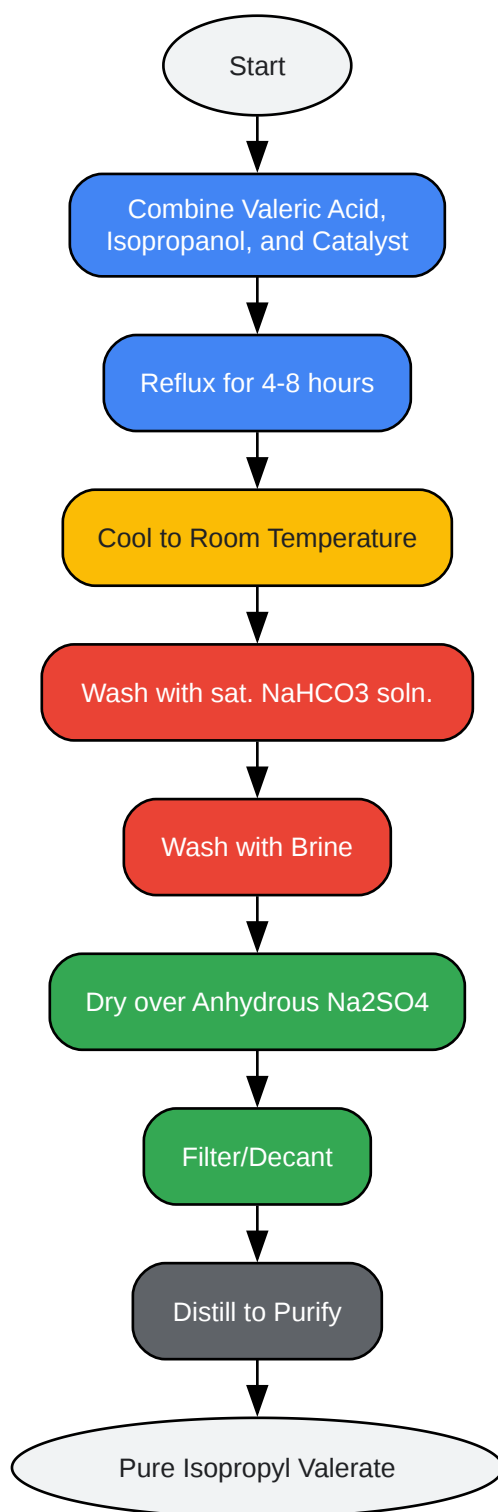 Start
Combine Valeric Acid,
Isopropanol, and Catalyst
Reflux for 4-8 hours
Cool to Room Temperature
Wash with sat. NaHCO3 soln.
Wash with Brine
Dry over Anhydrous Na2SO4
Filter/Decant
Distill to Purify
Pure Isopropyl Valerate